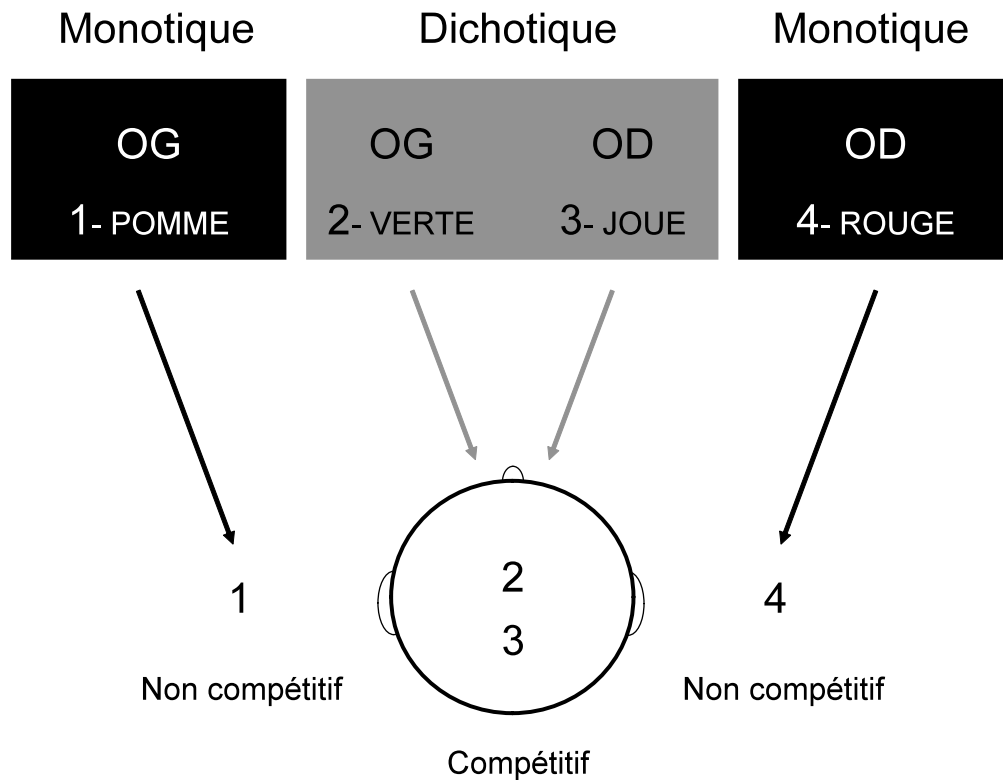 Monotique Dichotique Monotique
OG OG OD OD
1- POMME 2- VERTE 3- JOUE 4- ROUGE
2
1 4
3
Non compétitif Non compétitif
Compétitif